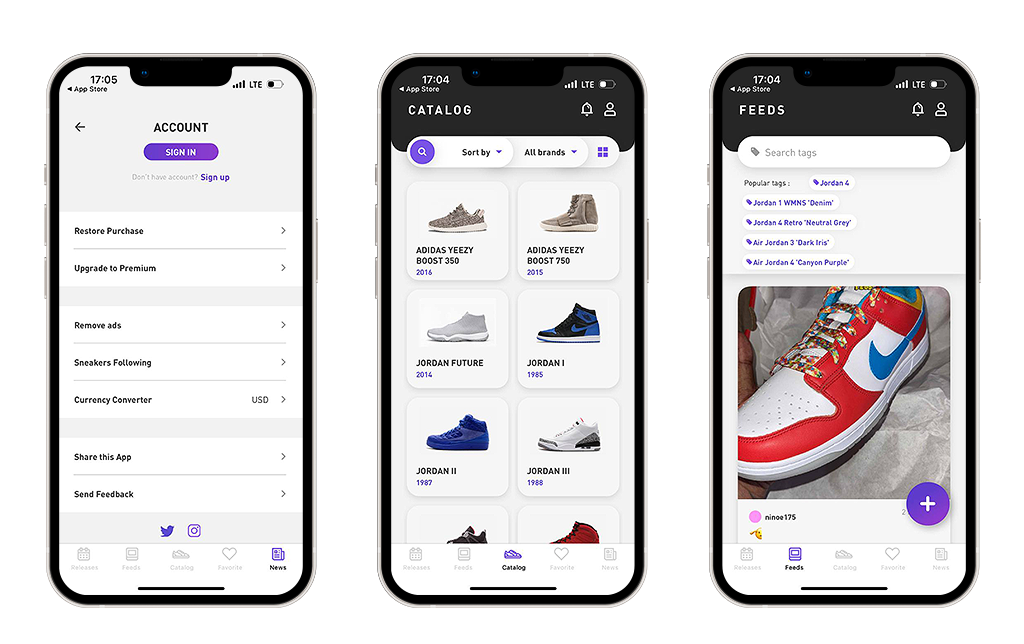 17:05
LTE
App Store
ACCOUNT
SIGN IN
Don't have account? Sign up
Restore Purchase
Upgrade to Premium
Remove ads
Sneakers Following
Currency Converter USD
Share this App
Send Feedback
Releases Feeds Catalog Favorite News
17:04
LTE
App Store
CATALOG
Sort by All brands
ADIDAS YEEZY
BOOST 350
2016
ADIDAS YEEZY
BOOST 750
2015
JORDAN FUTURE
2014
JORDAN I
1985
JORDAN II
1987
JORDAN III
1988
Releases Feeds Catalog Favorite News
17:04
LTE
App Store
FEEDS
Search tags
Popular tags : Jordan 4
Jordan 1 WMNS 'Denim'
Jordan 4 Retro 'Neutral Grey'
Air Jordan 3 'Dark Iris'
Air Jordan 4 'Canyon Purple'
ninoe175
Releases Feeds Catalog Favorite News